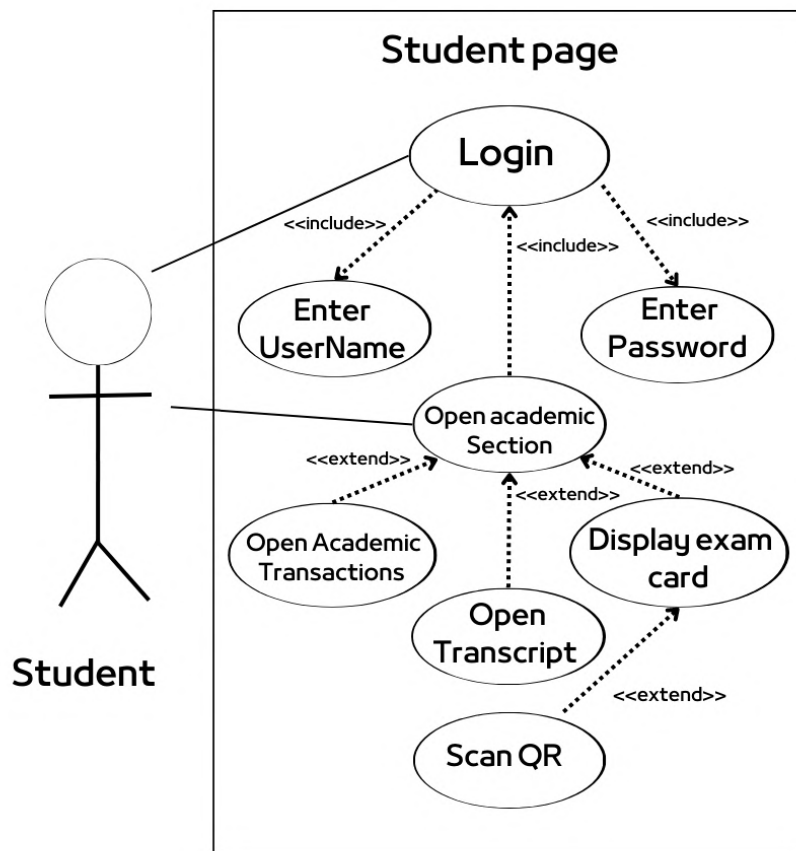 Student page
Login
<<include>>
<<include>>
<<include>>
Enter
UserName
Enter
Password
Open academic
Section
<<extend>>
<<extend>>
<<extend>>
Open Academic
Transactions
Display exam
card
Open
Transcript
Student
<<extend>>
Scan QR